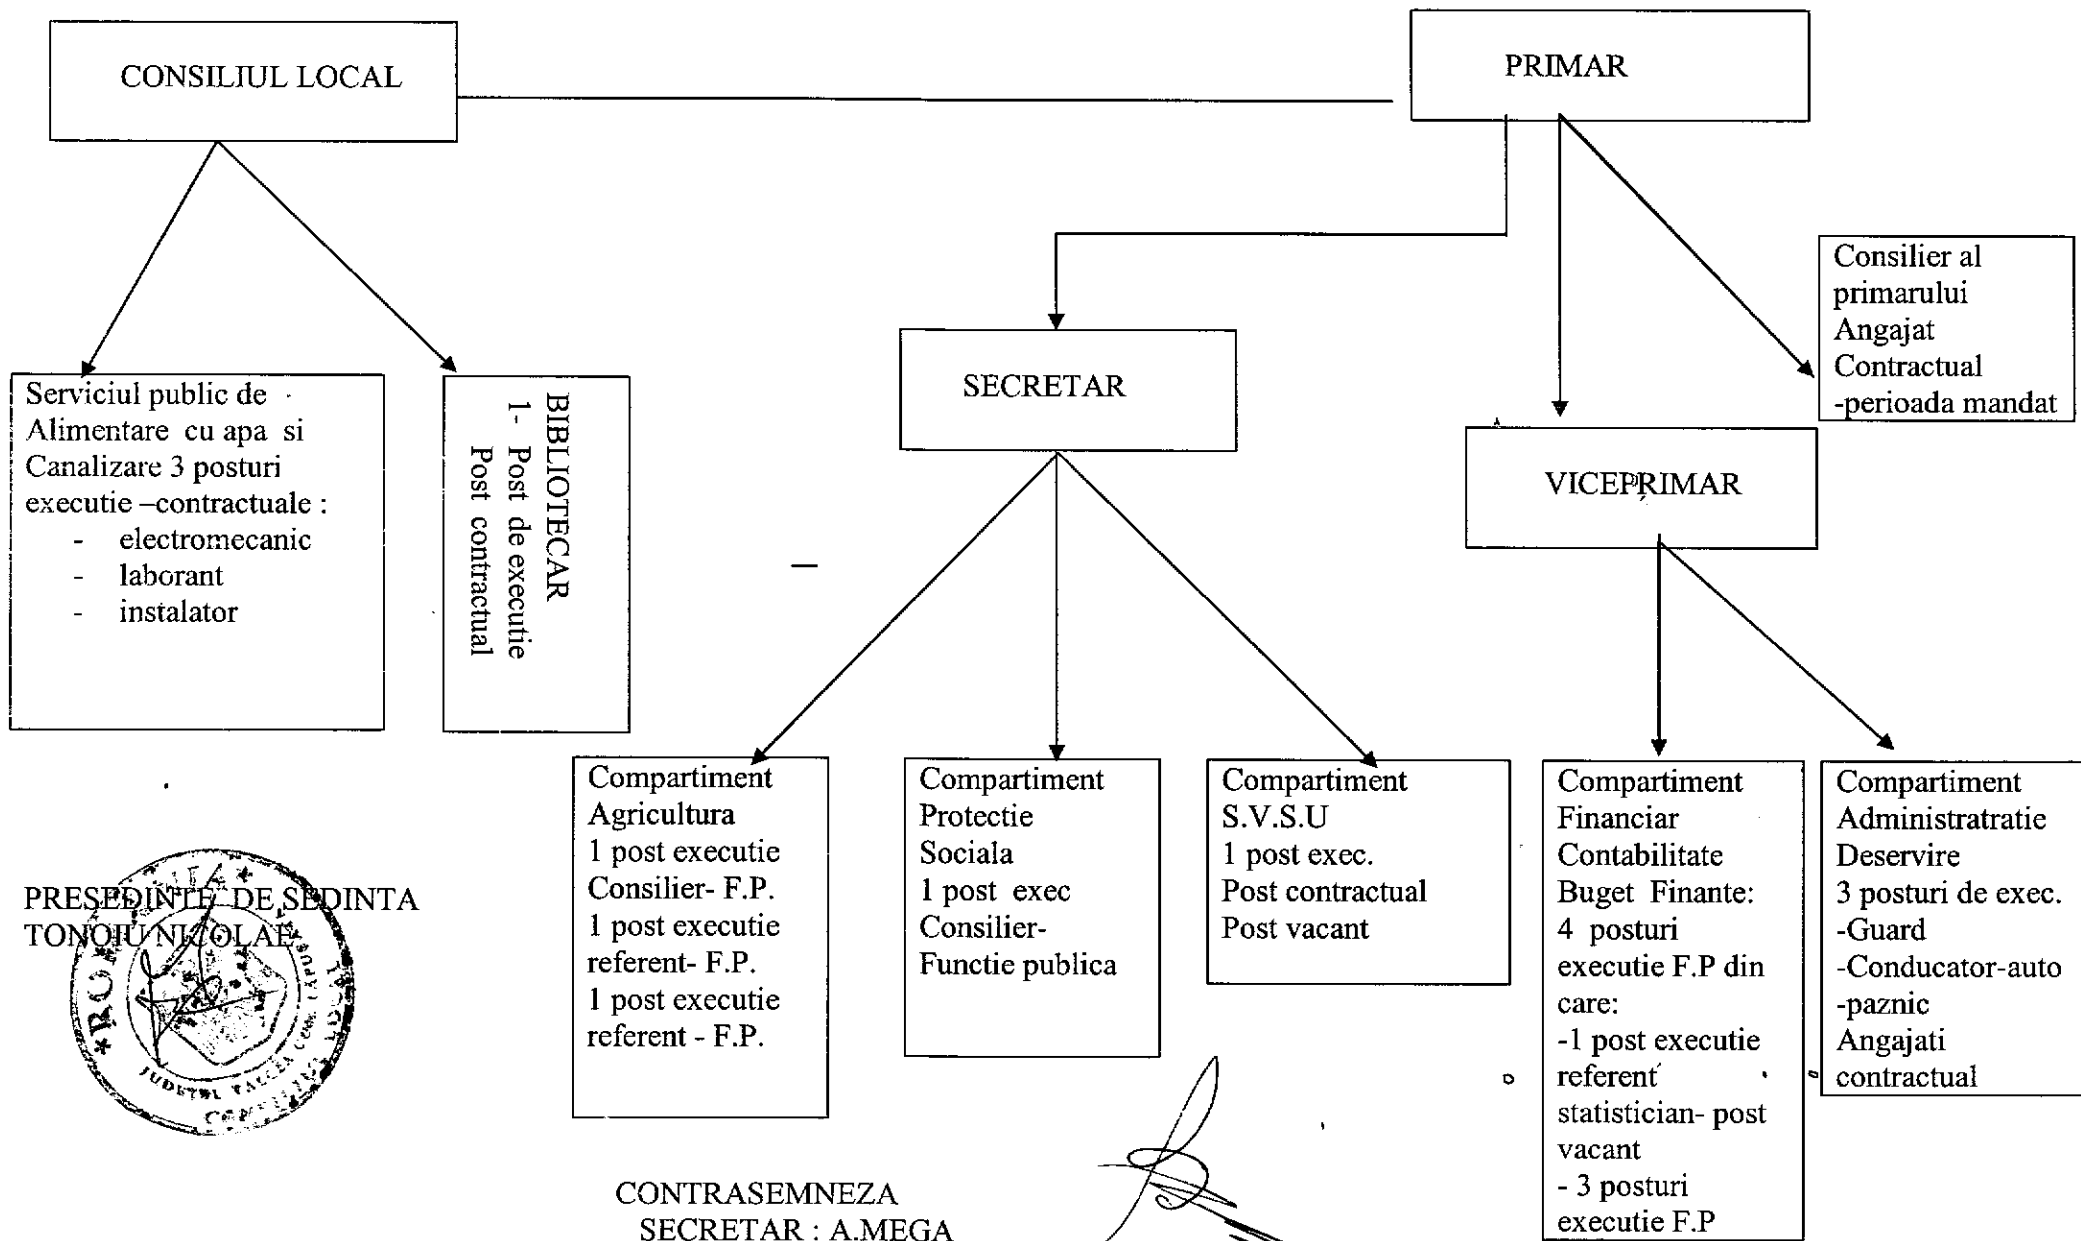 CONSILIUL LOCAL
PRIMAR
Consilier al
primarului
Angajat
Contractual
-perioada mandat
SECRETAR
VICEPRIMAR
Serviciul public de
Alimentare cu apa si
Canalizare 3 posturi
executie –contractuale :
- electromecanic
- laborant
- instalator
BIBLIOTECAR
1- Post de executie
Post contractual
Compartiment
Agricultura
1 post executie
Consilier- F.P.
1 post executie
referent- F.P.
1 post executie
referent - F.P.
Compartiment
Protectie
Sociala
1 post exec
Consilier-
Functie publica
Compartiment
S.V.S.U
1 post exec.
Post contractual
Post vacant
Compartiment
Financiar
Contabilitate
Buget Finante:
4 posturi
executie F.P din
care:
-1 post executie
referent
statistician- post
vacant
- 3 posturi
executie F.P
Compartiment
Administratratie
Deservire
3 posturi de exec.
-Guard
-Conducator-auto
-paznic
Angajati
contractual
PRESEDINTE DE SEDINTA
TONOIU NICOLAE
JUDETUL VALCEA
CONTRASEMNEZA
SECRETAR : A.MEGA